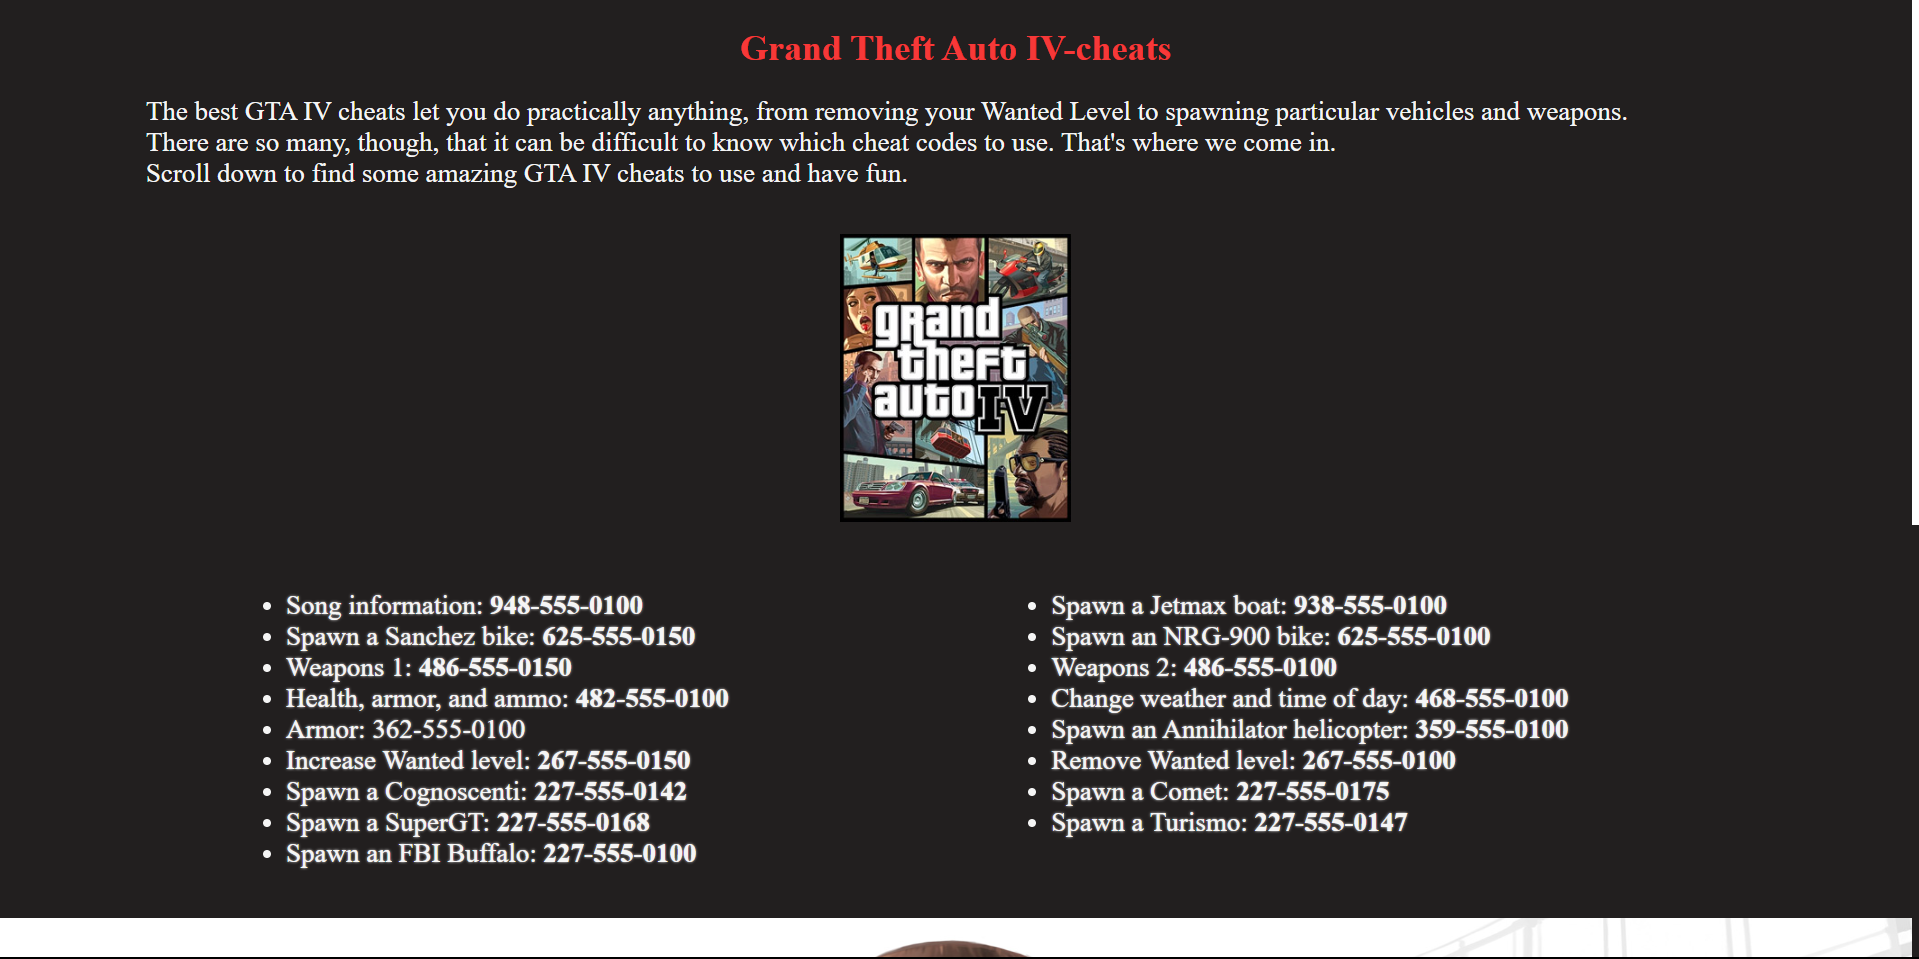 Grand Theft Auto IV-cheats
The best GTA IV cheats let you do practically anything, from removing your Wanted Level to spawning particular vehicles and weapons.
There are so many, though, that it can be difficult to know which cheat codes to use. That's where we come in.
Scroll down to find some amazing GTA IV cheats to use and have fun.
grand
theft
auto IV
Song information: 948-555-0100
Spawn a Sanchez bike: 625-555-0150
Weapons 1: 486-555-0150
Health, armor, and ammo: 482-555-0100
Armor: 362-555-0100
Increase Wanted level: 267-555-0150
Spawn a Cognoscenti: 227-555-0142
Spawn a SuperGT: 227-555-0168
Spawn an FBI Buffalo: 227-555-0100
Spawn a Jetmax boat: 938-555-0100
Spawn an NRG-900 bike: 625-555-0100
Weapons 2: 486-555-0100
Change weather and time of day: 468-555-0100
Spawn an Annihilator helicopter: 359-555-0100
Remove Wanted level: 267-555-0100
Spawn a Comet: 227-555-0175
Spawn a Turismo: 227-555-0147